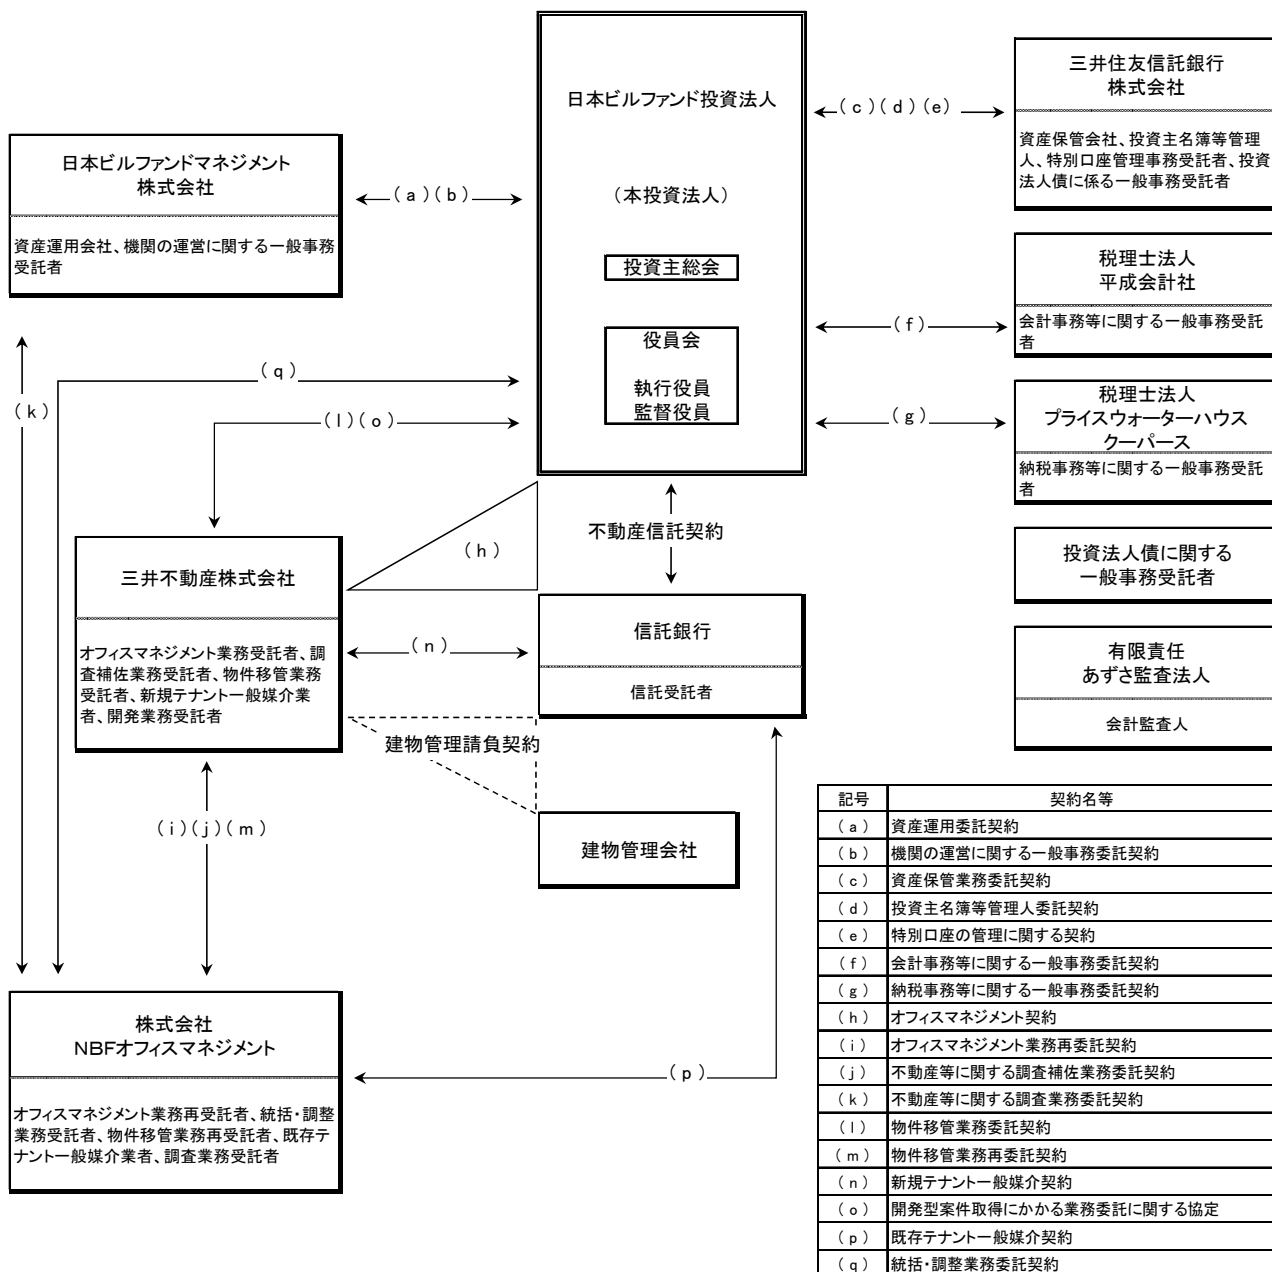 日本ビルファンド投資法人
(本投資法人)
投資主総会
役員会
執行役員
監督役員
三井住友信託銀行
株式会社
資産保管会社、投資主名簿等管理
人、特別口座管理事務受託者、投資
法人債に係る一般事務受託者
(c)(d)(e)
日本ビルファンドマネジメント
株式会社
資産運用会社、機関の運営に関する一般事務
受託者
(a)(b)
税理士法人
平成会計社
会計事務等に関する一般事務受託
者
(f)
(q)
(k)
(l)(o)
(g)
税理士法人
プライスウォーターハウス
クーパース
納税事務等に関する一般事務受託
者
不動産信託契約
(h)
投資法人債に関する
一般事務受託者
三井不動産株式会社
オフィスマネジメント業務受託者、調
査補佐業務受託者、物件移管業務
受託者、新規テナント一般媒介業
者、開発業務受託者
(n)
信託銀行
信託受託者
有限責任
あずさ監査法人
会計監査人
建物管理請負契約
(i)(j)(m)
建物管理会社
株式会社
NBFオフィスマネジメント
オフィスマネジメント業務再受託者、統括・調整
業務受託者、物件移管業務再受託者、既存テ
ナント一般媒介業者、調査業務受託者
(p)
記号 契約名等
(a) 資産運用委託契約
(b) 機関の運営に関する一般事務委託契約
(c) 資産保管業務委託契約
(d) 投資主名簿等管理人委託契約
(e) 特別口座の管理に関する契約
(f) 会計事務等に関する一般事務委託契約
(g) 納税事務等に関する一般事務委託契約
(h) オフィスマネジメント契約
(i) オフィスマネジメント業務再委託契約
(j) 不動産等に関する調査補佐業務委託契約
(k) 不動産等に関する調査業務委託契約
(l) 物件移管業務委託契約
(m) 物件移管業務再委託契約
(n) 新規テナント一般媒介契約
(o) 開発型案件取得にかかる業務委託に関する協定
(p) 既存テナント一般媒介契約
(q) 統括・調整業務委託契約